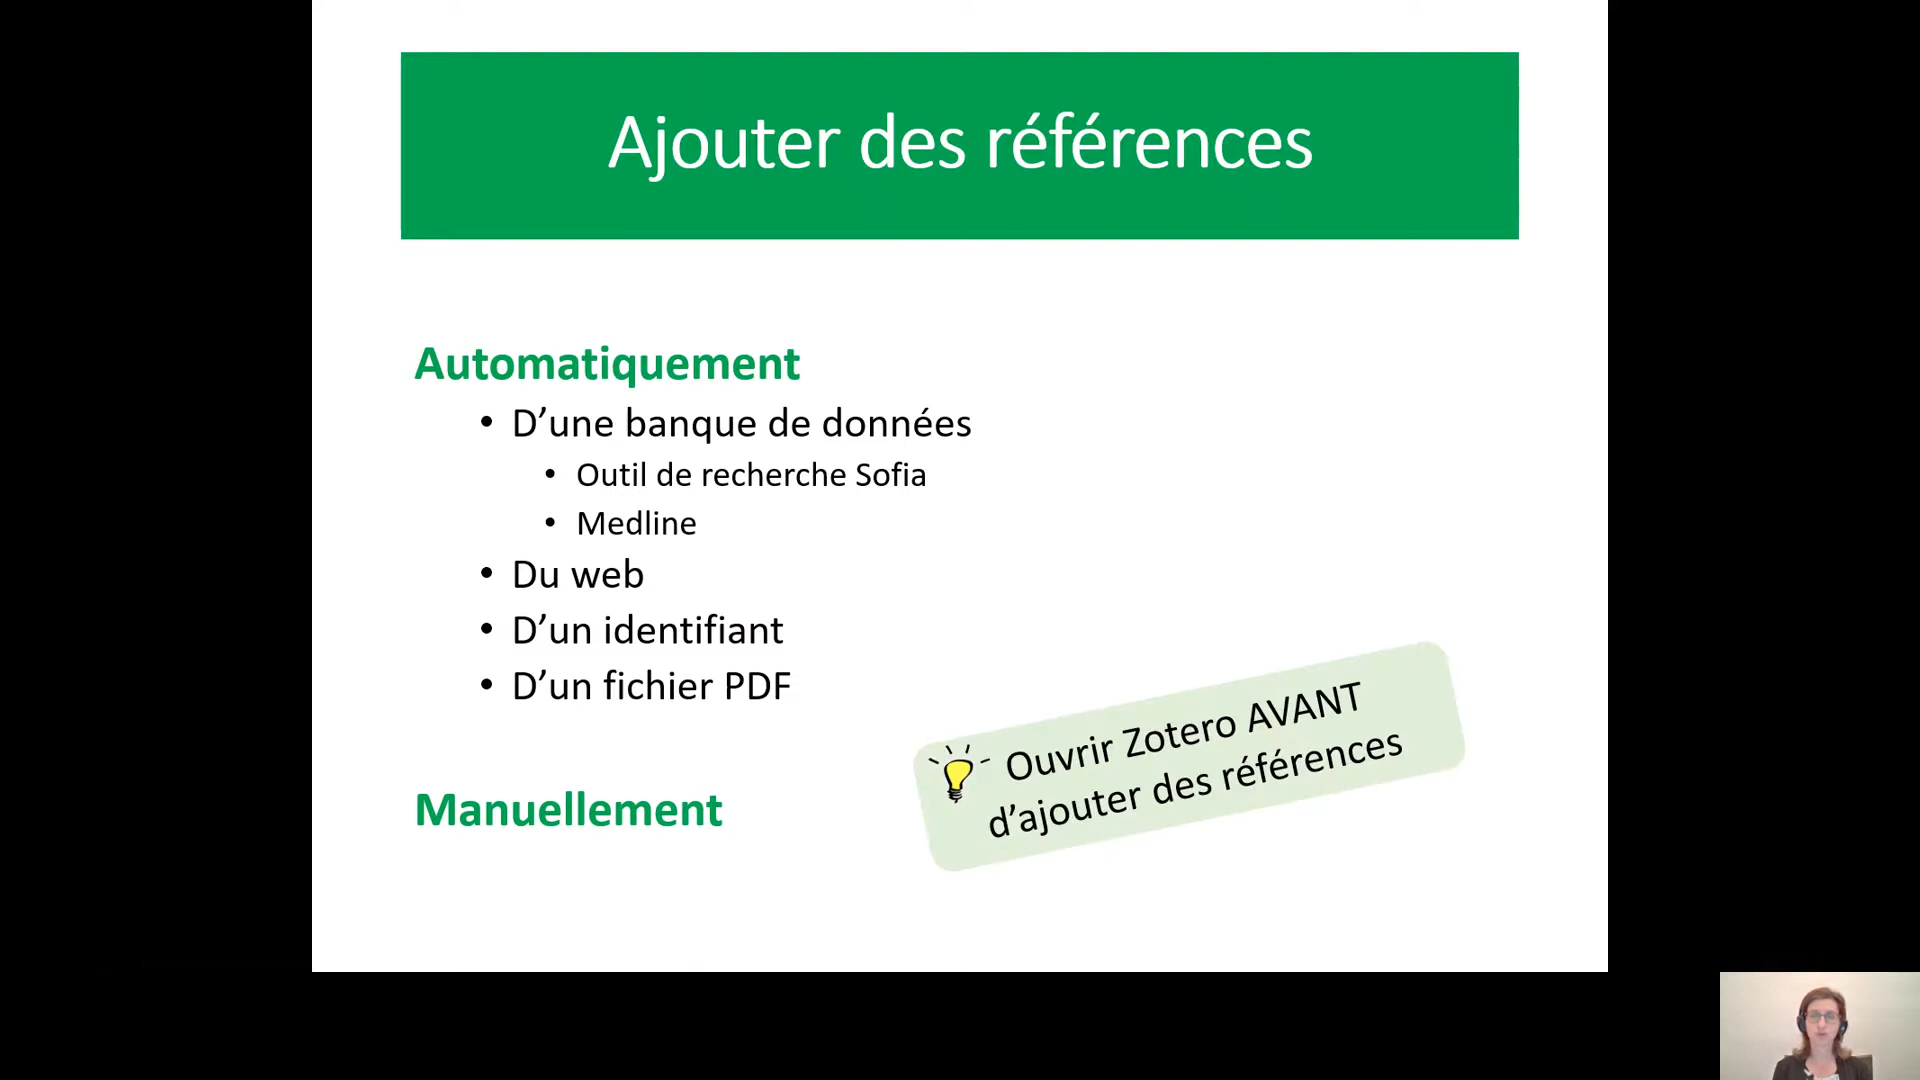 Ajouter des références
Automatiquement
• D’une banque de données
• Outil de recherche Sofia
• Medline
• Du web
• D’un identifiant
• D’un fichier PDF
Ouvrir Zotero AVANT
d’ajouter des références
Manuellement